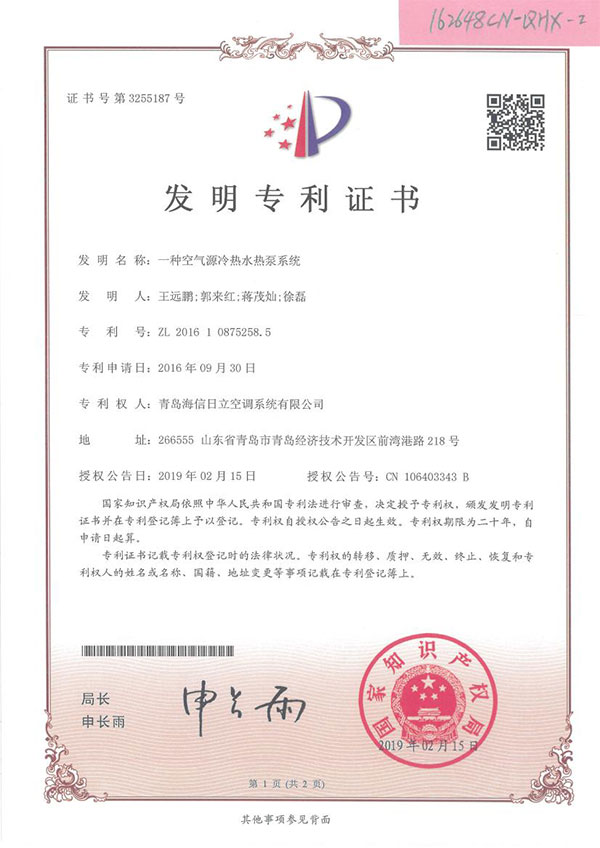 162648CN-QHX-2
证书号第3255187号
发明专利证书
发明名称：一种空气源冷热水热泵系统
发明人：王远鹏;郭来红;蒋茂灿;徐磊
专利号：ZL 2016 1 0875258.5
专利申请日：2016年09月30日
专利权人：青岛海信日立空调系统有限公司
地址：266555 山东省青岛市青岛经济技术开发区前湾港路218号
授权公告日：2019年02月15日 授权公告号：CN 106403343 B
国家知识产权局依照中华人民共和国专利法进行审查，决定授予专利权，颁发发明专利
证书并在专利登记簿上予以登记。专利权自授权公告之日起生效。专利权期限为二十年，自
申请日起算。
专利证书记载专利权登记时的法律状况。专利权的转移、质押、无效、终止、恢复和专
利权人的姓名或名称、国籍、地址变更等事项记载在专利登记簿上。
局长
申长雨
申长雨
国家知识产权局
2019年02月15日
第1页(共2页)
其他事项参见背面